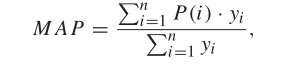 MAP = \frac{\sum_{i=1}^{n} P(i) \cdot y_i}{\sum_{i=1}^{n} y_i},